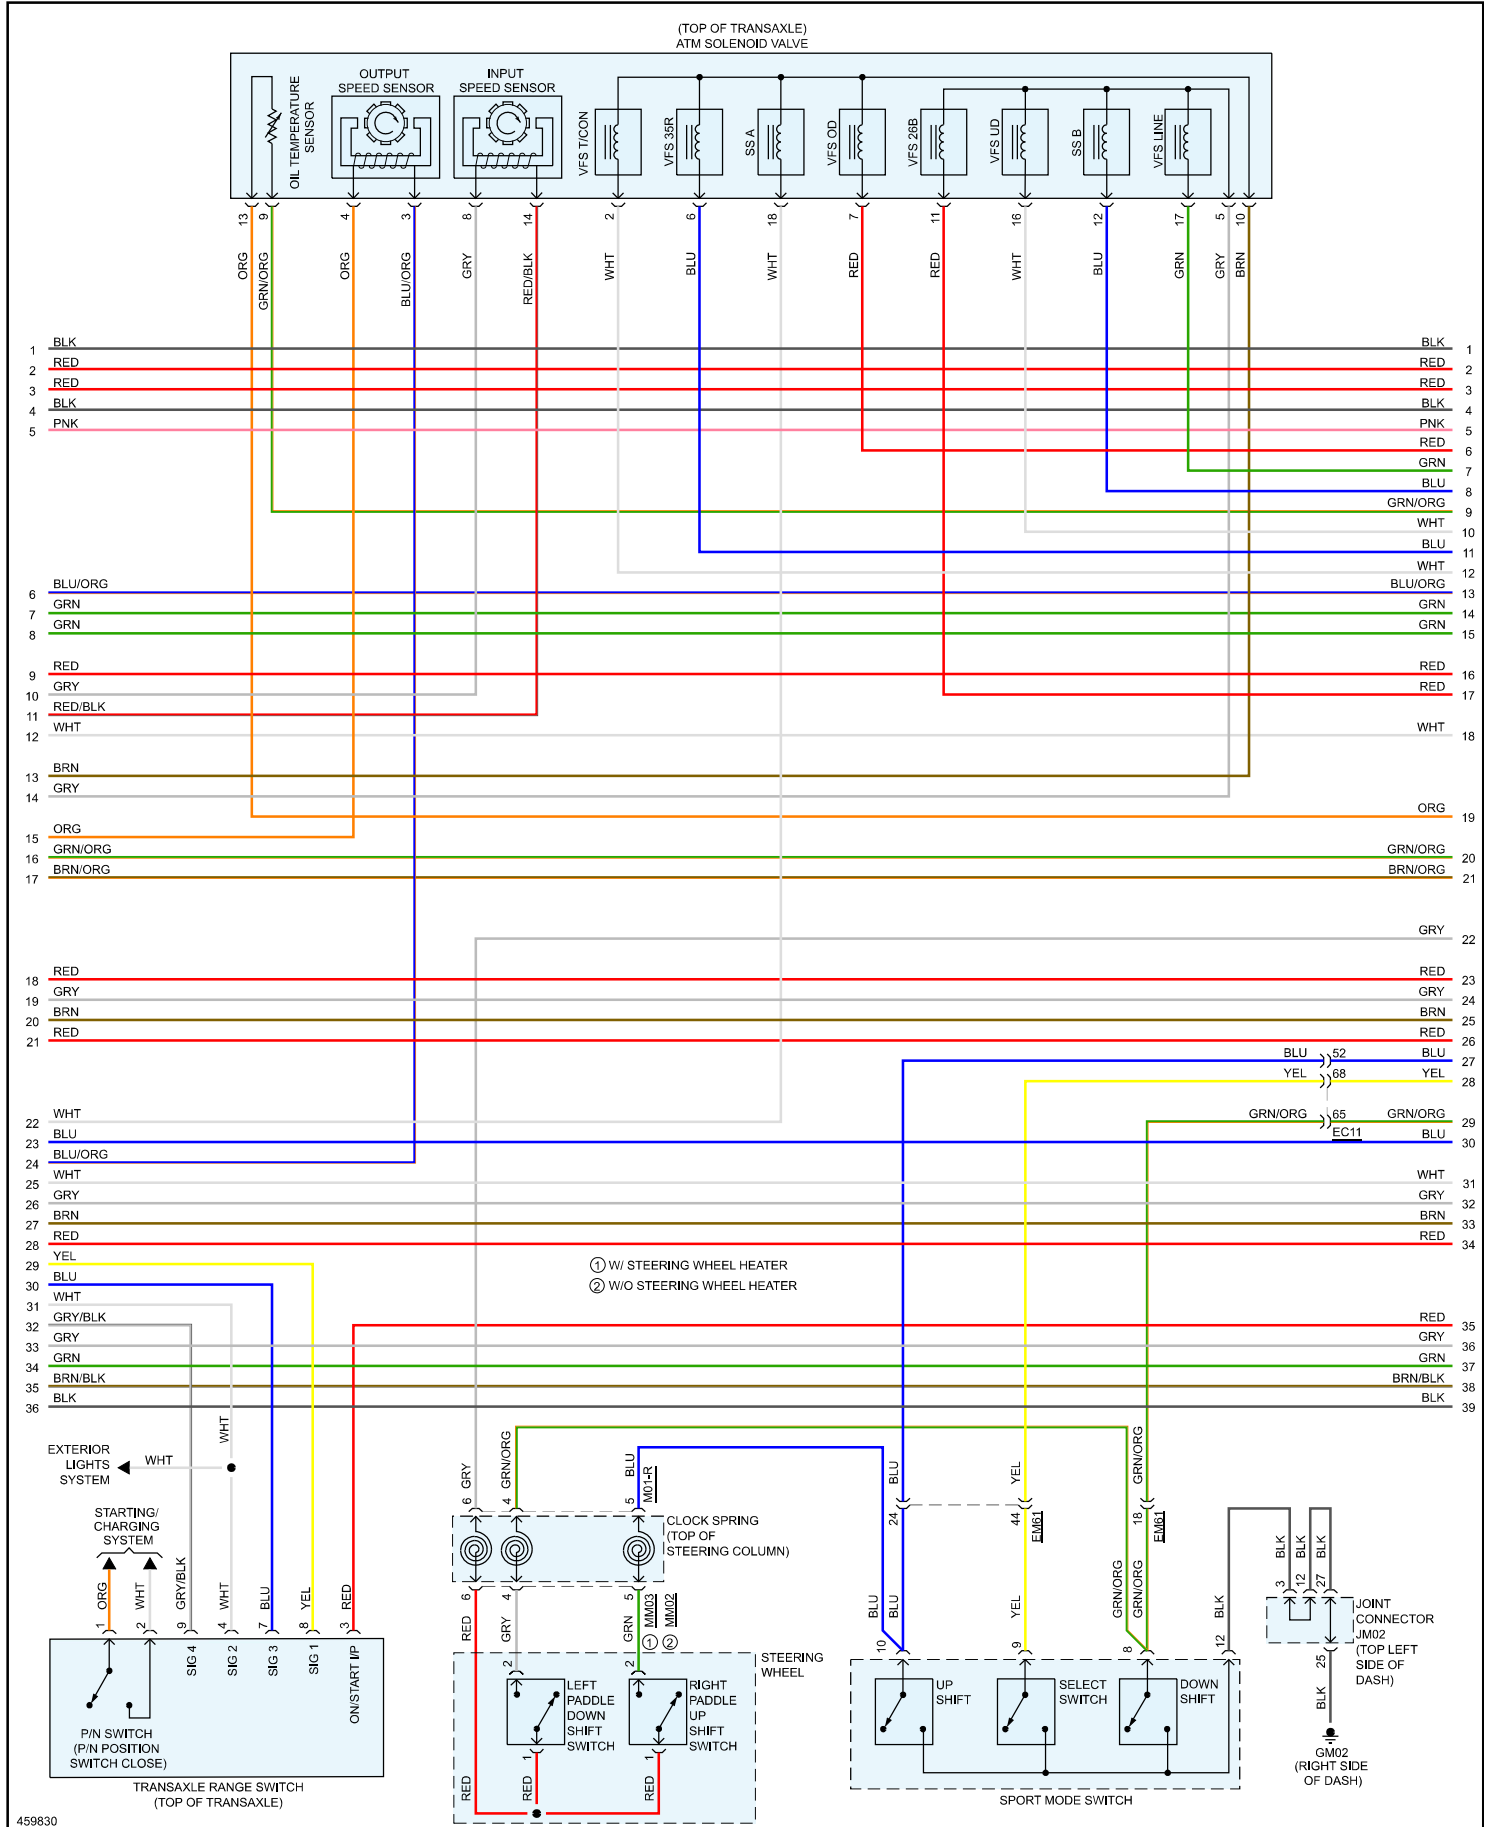 (TOP OF TRANSAXLE)
ATM SOLENOID VALVE
OIL TEMPERATURE
SENSOR
OUTPUT
SPEED SENSOR
INPUT
SPEED SENSOR
VFS T/CON
VFS 35R
SS A
VFS OD
VFS 26B
VFS UD
SS B
VFS LINE
13 9 4 3 8 14 2 6 18 7 11 16 12 17 5 10
ORG GRN/ORG ORG BLU/ORG GRY RED/BLK WHT BLU WHT RED RED WHT BLU GRN GRY BRN
1 BLK BLK 1
2 RED RED 2
3 RED RED 3
4 BLK BLK 4
5 PNK PNK 5
RED 6
GRN 7
BLU 8
GRN/ORG 9
WHT 10
BLU 11
WHT 12
6 BLU/ORG BLU/ORG 13
7 GRN GRN 14
8 GRN GRN 15
9 RED RED 16
10 GRY RED 17
11 RED/BLK
12 WHT WHT 18
13 BRN
14 GRY
ORG 19
15 ORG
16 GRN/ORG GRN/ORG 20
17 BRN/ORG BRN/ORG 21
GRY 22
18 RED RED 23
19 GRY GRY 24
20 BRN BRN 25
21 RED RED 26
BLU 52 BLU 27
YEL 68 YEL 28
22 WHT GRN/ORG 65 GRN/ORG 29
23 BLU EC11 BLU 30
24 BLU/ORG
25 WHT WHT 31
26 GRY GRY 32
27 BRN BRN 33
28 RED RED 34
29 YEL
1 W/ STEERING WHEEL HEATER
30 BLU
2 W/O STEERING WHEEL HEATER
31 WHT
32 GRY/BLK RED 35
33 GRY GRY 36
34 GRN GRN 37
35 BRN/BLK BRN/BLK 38
36 BLK BLK 39
EXTERIOR
LIGHTS
SYSTEM
WHT
WHT
STARTING/
CHARGING
SYSTEM
ORG WHT GRY/BLK WHT BLU YEL RED
1 2 9 4 7 8 3
SIG 4 SIG 2 SIG 3 SIG 1 ON/START I/P
P/N SWITCH
(P/N POSITION
SWITCH CLOSE)
TRANSAXLE RANGE SWITCH
(TOP OF TRANSAXLE)
GRY GRN/ORG BLU
6 4 5 M01-R
CLOCK SPRING
(TOP OF
STEERING COLUMN)
6 4 5 MM03 MM02
RED GRY GRN 1 2
STEERING
WHEEL
2 2
LEFT
PADDLE
DOWN
SHIFT
SWITCH
RIGHT
PADDLE
UP
SHIFT
SWITCH
1 1
RED RED RED
BLU YEL GRN/ORG
24 44 EM61 18 EM61
BLU BLU YEL GRN/ORG GRN/ORG BLK
10 9 8 12
UP
SHIFT
SELECT
SWITCH
DOWN
SHIFT
SPORT MODE SWITCH
BLK BLK BLK
3 12 27
JOINT
CONNECTOR
JM02
(TOP LEFT
SIDE OF
DASH)
25
BLK
GM02
(RIGHT SIDE
OF DASH)
459830